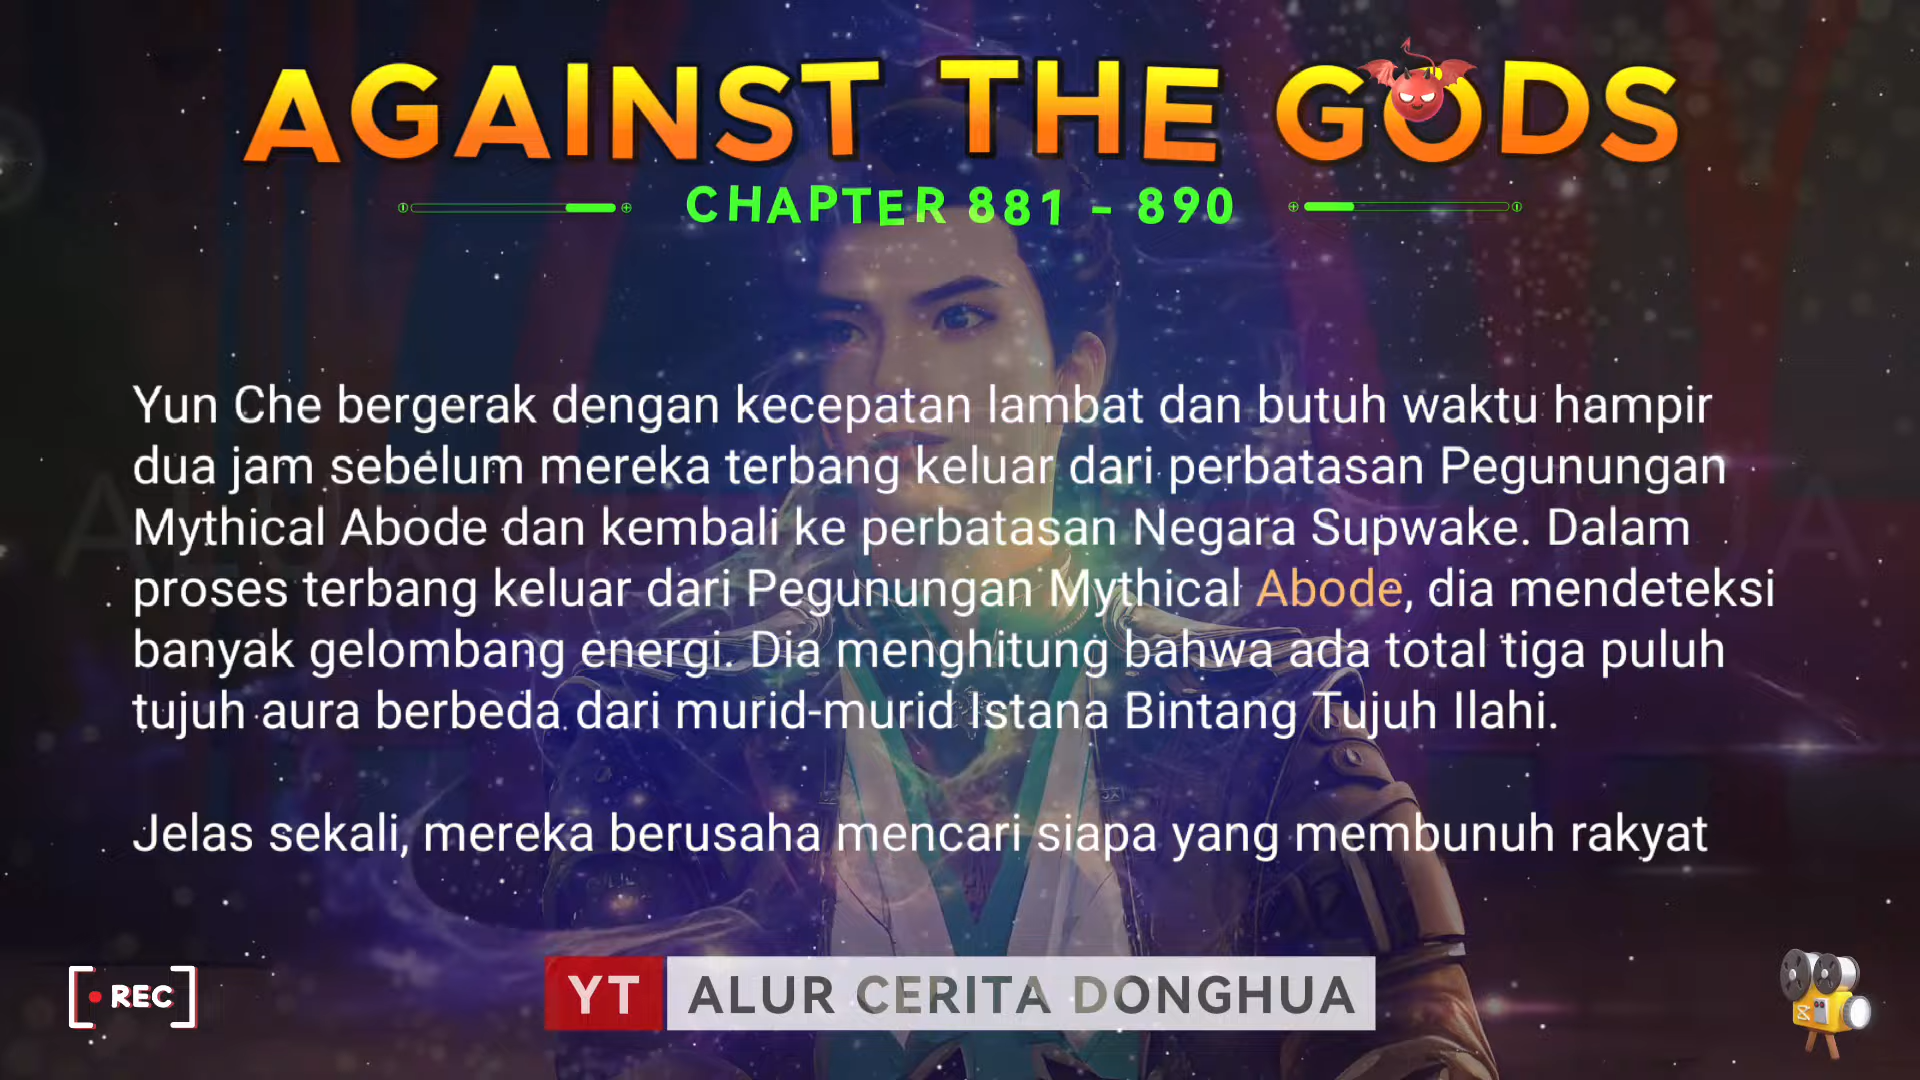 AGAINST THE GODS
CHAPTER 881 - 890
Yun Che bergerak dengan kecepatan lambat dan butuh waktu hampir
dua jam sebelum mereka terbang keluar dari perbatasan Pegunungan
Mythical Abode dan kembali ke perbatasan Negara Supwake. Dalam
proses terbang keluar dari Pegunungan Mythical Abode, dia mendeteksi
banyak gelombang energi. Dia menghitung bahwa ada total tiga puluh
tujuh aura berbeda dari murid-murid Istana Bintang Tujuh Ilahi.
Jelas sekali, mereka berusaha mencari siapa yang membunuh rakyat
REC
YT ALUR CERITA DONGHUA